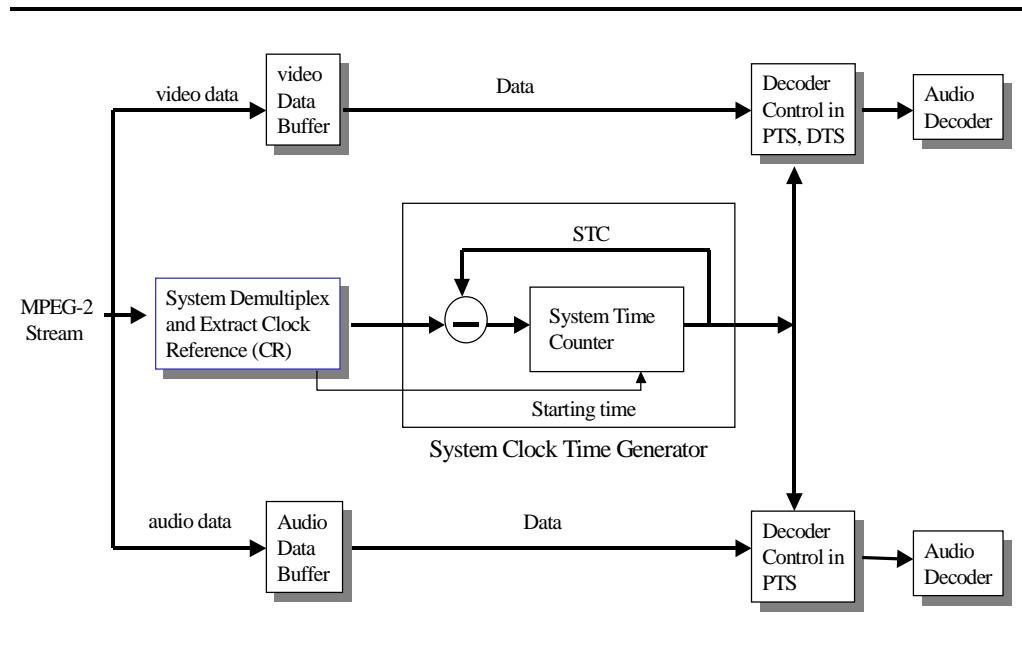 video data
video
Data
Buffer
Data
Decoder
Control in
PTS, DTS
Audio
Decoder
MPEG-2
Stream
System Demultiplex
and Extract Clock
Reference (CR)
STC
System Time
Counter
Starting time
System Clock Time Generator
audio data
Audio
Data
Buffer
Data
Decoder
Control in
PTS
Audio
Decoder